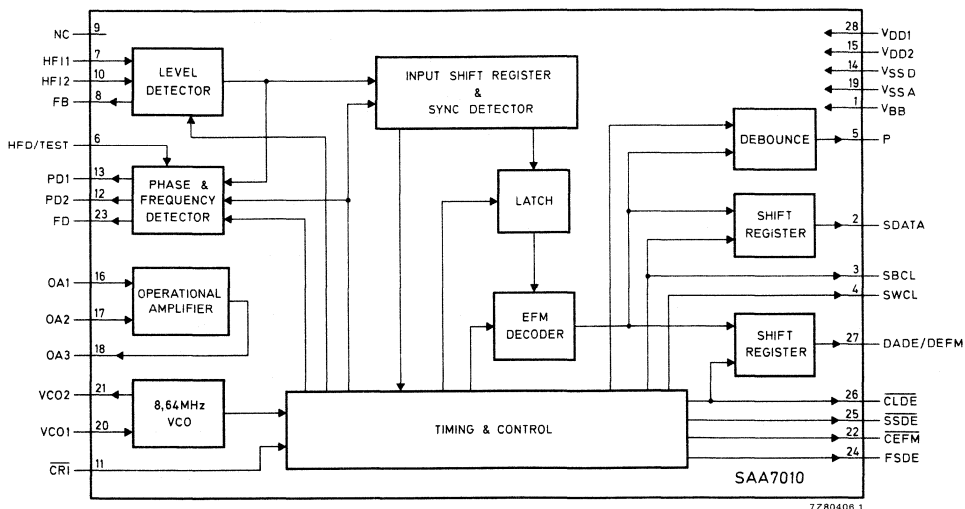 NC 9
HFI1 7
HFI2 10
FB 8
HFD/TEST 6
PD1 13
PD2 12
FD 23
OA1 16
OA2 17
OA3 18
VCO2 21
VCO1 20
CRI 11
LEVEL
DETECTOR
PHASE &
FREQUENCY
DETECTOR
OPERATIONAL
AMPLIFIER
8,64MHz
VCO
INPUT SHIFT REGISTER
&
SYNC DETECTOR
LATCH
EFM
DECODER
TIMING & CONTROL
DEBOUNCE
SHIFT
REGISTER
SHIFT
REGISTER
28 VDD1
15 VDD2
14 VSSD
19 VSSA
1 VBB
5 P
2 SDATA
3 SBCL
4 SWCL
27 DADE/DEFM
26 CLDE
25 SSDE
22 CEFM
24 FSDE
SAA7010
7Z80406.1